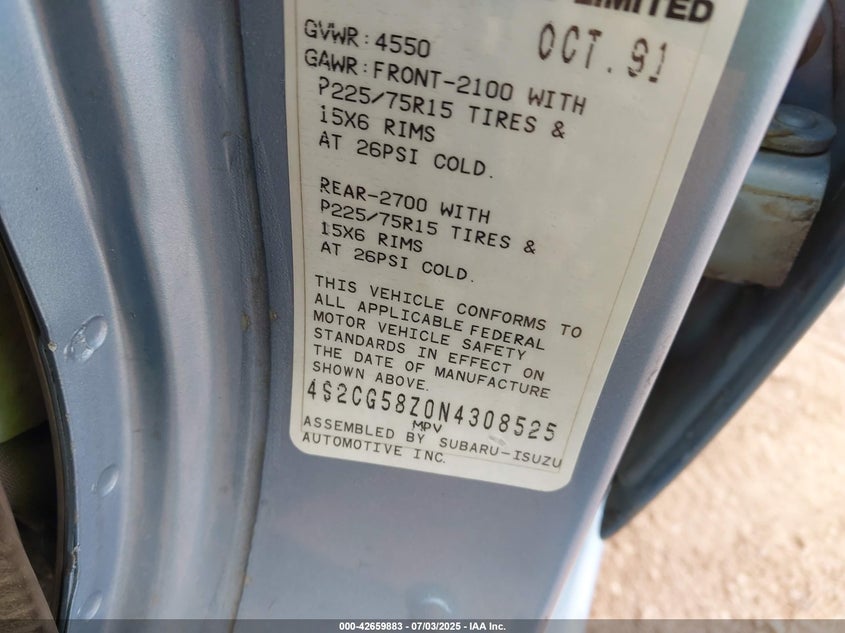 LIMITED
OCT.91
GVWR:4550
GAWR:FRONT-2100 WITH
P225/75R15 TIRES &
15X6 RIMS
AT 26PSI COLD.
REAR-2700 WITH
P225/75R15 TIRES &
15X6 RIMS
AT 26PSI COLD.
THIS VEHICLE CONFORMS TO
ALL APPLICABLE FEDERAL
MOTOR VEHICLE SAFETY
STANDARDS IN EFFECT ON
THE DATE OF MANUFACTURE
SHOWN ABOVE.
4S2CG58Z0N4308525
MPV
ASSEMBLED BY SUBARU-ISUZU
AUTOMOTIVE INC.
000-42659883 - 07/03/2025 - IAA Inc.